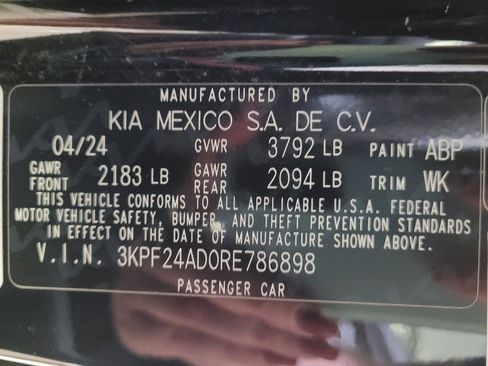 MANUFACTURED BY
KIA MEXICO S.A. DE C.V.
04/24 GVWR 3792 LB PAINT ABP
GAWR FRONT 2183 LB GAWR REAR 2094 LB TRIM WK
THIS VEHICLE CONFORMS TO ALL APPLICABLE U.S.A. FEDERAL
MOTOR VEHICLE SAFETY, BUMPER, AND THEFT PREVENTION STANDARDS
IN EFFECT ON THE DATE OF MANUFACTURE SHOWN ABOVE.
V.I.N. 3KPF24AD0RE786898
PASSENGER CAR